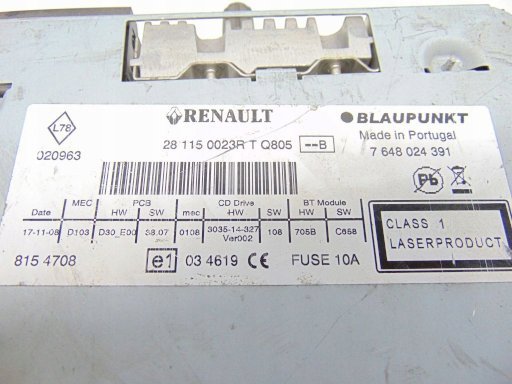 L78
020963
RENAULT
28 115 0023R T Q805 --B
BLAUPUNKT
Made in Portugal
7 648 024 391
Pb
MEC PCB CD Drive BT Module
Date HW SW mec HW SW HW SW
17-11-08 D103 D30_E00 38.07 0108 3035-14-327 Ver002 108 705B C658
CLASS 1
LASERPRODUCT
815 4708
e1 03 4619 CE FUSE 10A